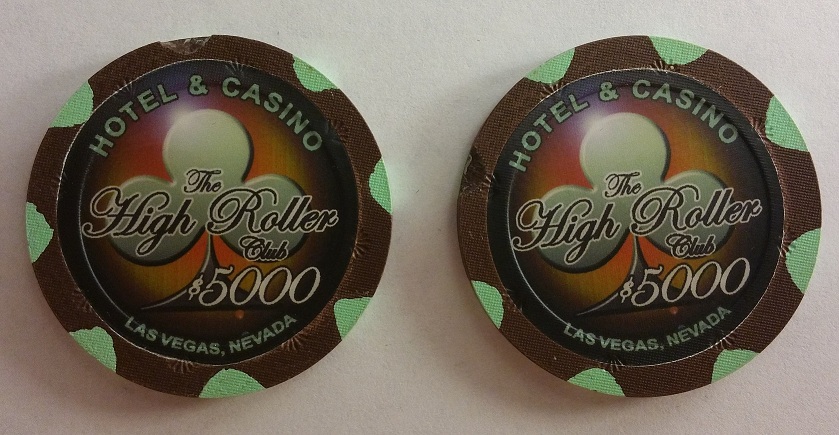 HOTEL & CASINO
The
High Roller
Club
$5000
LAS VEGAS, NEVADA
HOTEL & CASINO
The
High Roller
Club
$5000
LAS VEGAS, NEVADA